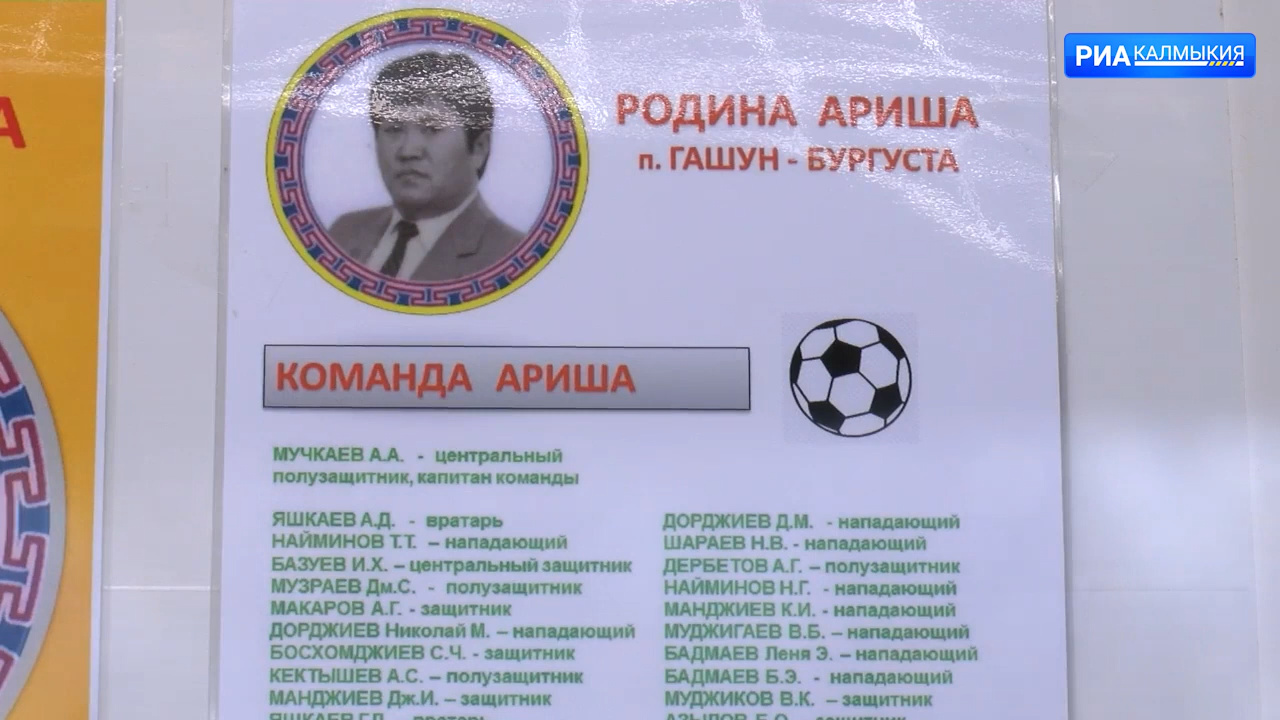 РИА КАЛМЫКИЯ
А
РОДИНА АРИША
п. ГАШУН - БУРГУСТА
КОМАНДА АРИША
МУЧКАЕВ А.А. - центральный
полузащитник, капитан команды
ЯШКАЕВ А.Д. - вратарь
НАЙМИНОВ Т.Т. – нападающий
БАЗУЕВ И.Х. – центральный защитник
МУЗРАЕВ Дм.С. - полузащитник
МАКАРОВ А.Г. - защитник
ДОРДЖИЕВ Николай М. – нападающий
БОСХОМДЖИЕВ С.Ч. - защитник
КЕКТЫШЕВ А.С. – полузащитник
МАНДЖИЕВ Дж.И. – защитник
ЯШКАЕВ Г.Д. - вратарь
ДОРДЖИЕВ Д.М. - нападающий
ШАРАЕВ Н.В. - нападающий
ДЕРБЕТОВ А.Г. – полузащитник
НАЙМИНОВ Н.Г. - нападающий
МАНДЖИЕВ К.И. - нападающий
МУДЖИГАЕВ В.Б. – нападающий
БАДМАЕВ Леня Э. – нападающий
БАДМАЕВ Б.Э. - нападающий
МУДЖИКОВ В.К. – защитник